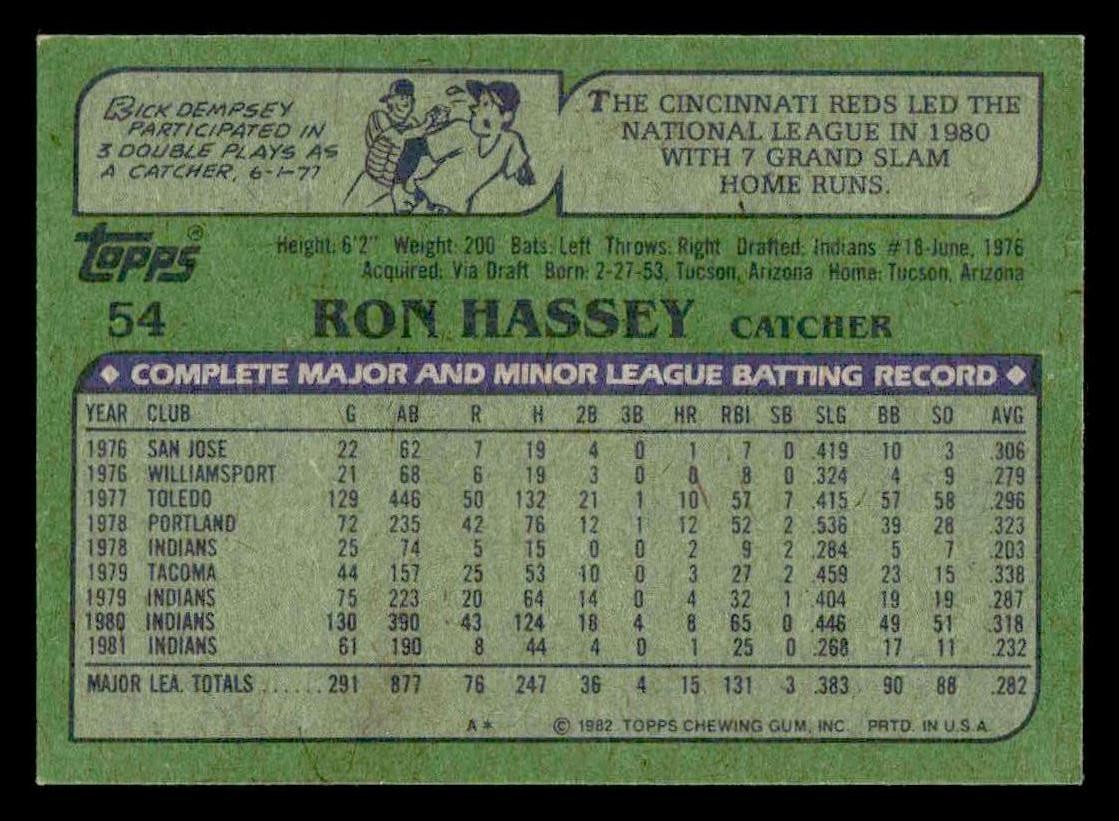 RICK DEMPSEY
PARTICIPATED IN
3 DOUBLE PLAYS AS
A CATCHER, 6-1-77
THE CINCINNATI REDS LED THE
NATIONAL LEAGUE IN 1980
WITH 7 GRAND SLAM
HOME RUNS.
TOPPS®
Height: 6'2" Weight: 200 Bats: Left Throws: Right Drafted: Indians #18-June, 1976
Acquired: Via Draft Born: 2-27-53, Tucson, Arizona Home: Tucson, Arizona
54 RON HASSEY CATCHER
◆ COMPLETE MAJOR AND MINOR LEAGUE BATTING RECORD ◆
YEAR CLUB G AB R H 2B 3B HR RBI SB SLG BB SO AVG
1976 SAN JOSE 22 62 7 19 4 0 1 7 0 .419 10 3 .306
1976 WILLIAMSPORT 21 68 6 19 3 0 0 8 0 .324 4 9 .279
1977 TOLEDO 129 446 50 132 21 1 10 57 7 .415 57 58 .296
1978 PORTLAND 72 235 42 76 12 1 12 52 2 .536 39 28 .323
1978 INDIANS 25 74 5 15 0 0 2 9 2 .284 5 7 .203
1979 TACOMA 44 157 25 53 10 0 3 27 2 .459 23 15 .338
1979 INDIANS 75 223 20 64 14 0 4 32 1 .404 19 19 .287
1980 INDIANS 130 390 43 124 18 4 8 65 0 .446 49 51 .318
1981 INDIANS 61 190 8 44 4 0 1 25 0 .268 17 11 .232
MAJOR LEA. TOTALS ...... 291 877 76 247 36 4 15 131 3 .383 90 88 .282
A* © 1982 TOPPS CHEWING GUM, INC. PRTD. IN U.S.A.